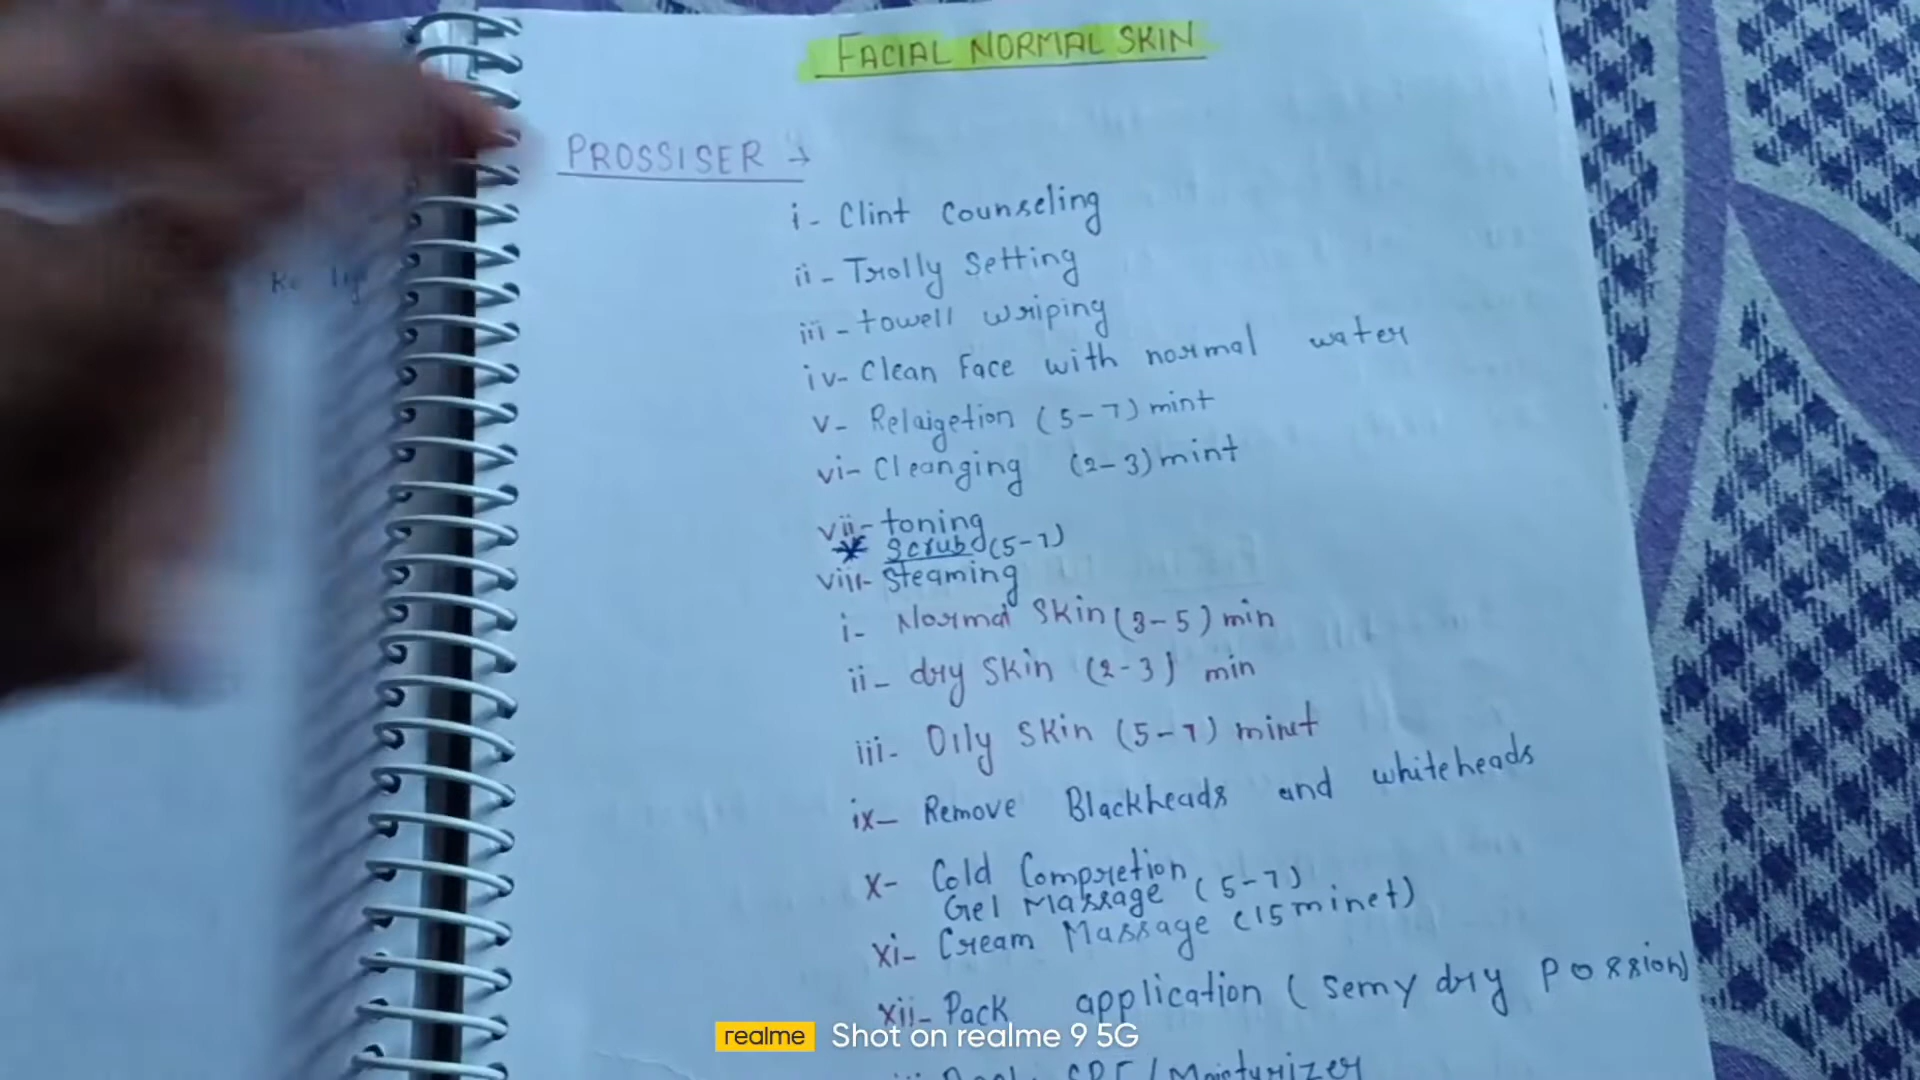 FACIAL NORMAL SKIN
PROSSISER →
i- Clint Counseling
ii- Trolly Setting
iii- towell wriping
iv- Clean Face with normal water
v- Relaigetion (5-7) mint
vi- Cleanging (2-3) mint
vii- toning
* Scrub (5-7)
viii- Steaming
i- Normal Skin (3-5) min
ii- dry Skin (2-3) min
iii- Oily Skin (5-7) mint
ix- Remove Blackheads and whiteheads
x- Cold Compretion
Gel Massage (5-7)
xi- Cream Massage (15 minet)
xii- Pack application (semy dry Possion)
SPF / Moisturizer
realme Shot on realme 9 5G